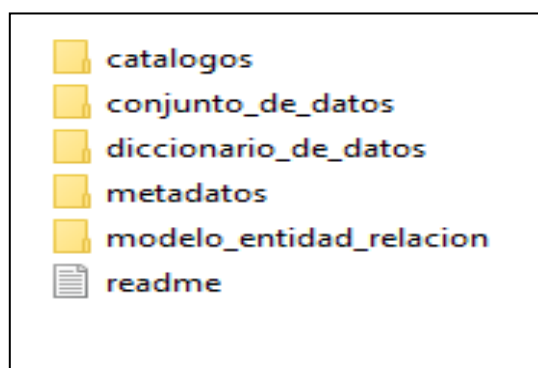 catalogos
conjunto_de_datos
diccionario_de_datos
metadatos
modelo_entidad_relacion
readme